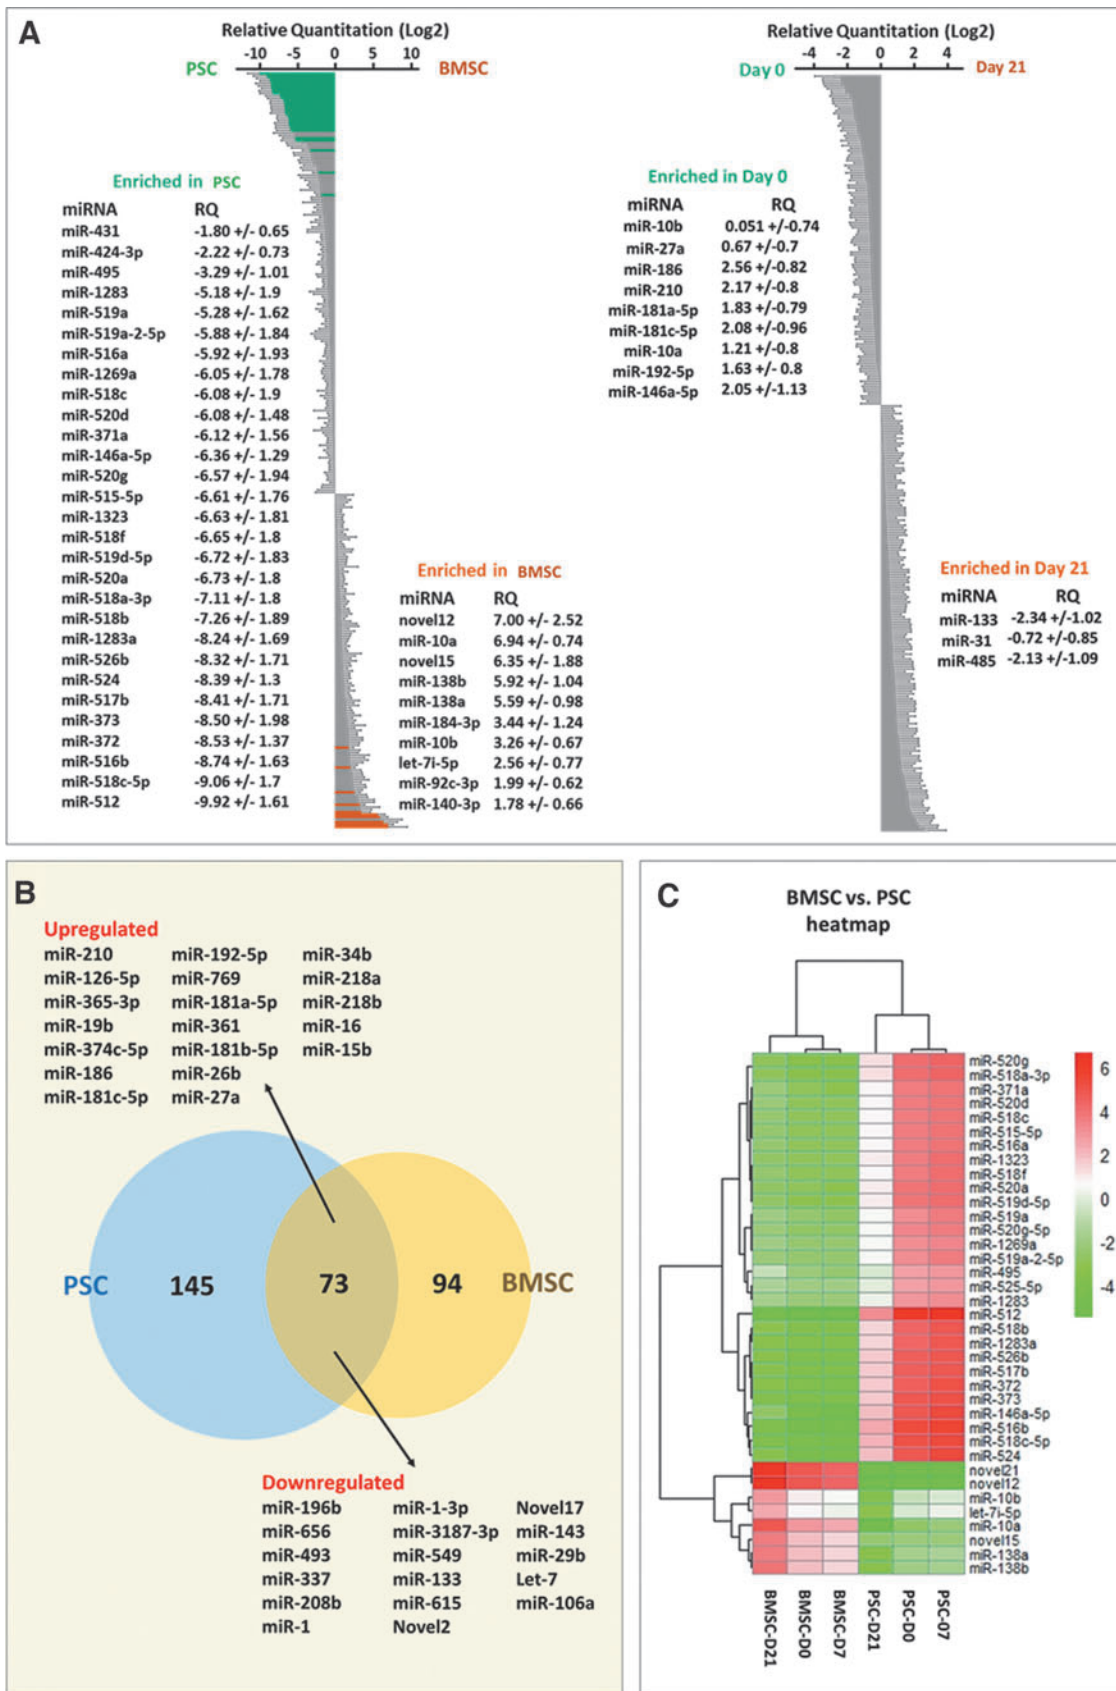 A
Relative Quantitation (Log2)
-10 -5 0 5 10
PSC BMSC
Enriched in PSC
miRNA RQ
miR-431 -1.80 +/- 0.65
miR-424-3p -2.22 +/- 0.73
miR-495 -3.29 +/- 1.01
miR-1283 -5.18 +/- 1.9
miR-519a -5.28 +/- 1.62
miR-519a-2-5p -5.88 +/- 1.84
miR-516a -5.92 +/- 1.93
miR-1269a -6.05 +/- 1.78
miR-518c -6.08 +/- 1.9
miR-520d -6.08 +/- 1.48
miR-371a -6.12 +/- 1.56
miR-146a-5p -6.36 +/- 1.29
miR-520g -6.57 +/- 1.94
miR-515-5p -6.61 +/- 1.76
miR-1323 -6.63 +/- 1.81
miR-518f -6.65 +/- 1.8
miR-519d-5p -6.72 +/- 1.83
miR-520a -6.73 +/- 1.8
miR-518a-3p -7.11 +/- 1.8
miR-518b -7.26 +/- 1.89
miR-1283a -8.24 +/- 1.69
miR-526b -8.32 +/- 1.71
miR-524 -8.39 +/- 1.3
miR-517b -8.41 +/- 1.71
miR-373 -8.50 +/- 1.98
miR-372 -8.53 +/- 1.37
miR-516b -8.74 +/- 1.63
miR-518c-5p -9.06 +/- 1.7
miR-512 -9.92 +/- 1.61
Enriched in BMSC
miRNA RQ
novel12 7.00 +/- 2.52
miR-10a 6.94 +/- 0.74
novel15 6.35 +/- 1.88
miR-138b 5.92 +/- 1.04
miR-138a 5.59 +/- 0.98
miR-184-3p 3.44 +/- 1.24
miR-10b 3.26 +/- 0.67
let-7i-5p 2.56 +/- 0.77
miR-92c-3p 1.99 +/- 0.62
miR-140-3p 1.78 +/- 0.66
Relative Quantitation (Log2)
-4 -2 0 2 4
Day 0 Day 21
Enriched in Day 0
miRNA RQ
miR-10b 0.051 +/-0.74
miR-27a 0.67 +/-0.7
miR-186 2.56 +/-0.82
miR-210 2.17 +/-0.8
miR-181a-5p 1.83 +/-0.79
miR-181c-5p 2.08 +/-0.96
miR-10a 1.21 +/-0.8
miR-192-5p 1.63 +/- 0.8
miR-146a-5p 2.05 +/-1.13
Enriched in Day 21
miRNA RQ
miR-133 -2.34 +/-1.02
miR-31 -0.72 +/-0.85
miR-485 -2.13 +/-1.09
B
Upregulated
miR-210 miR-192-5p miR-34b
miR-126-5p miR-769 miR-218a
miR-365-3p miR-181a-5p miR-218b
miR-19b miR-361 miR-16
miR-374c-5p miR-181b-5p miR-15b
miR-186 miR-26b
miR-181c-5p miR-27a
PSC 145 73 94 BMSC
Downregulated
miR-196b miR-1-3p Novel17
miR-656 miR-3187-3p miR-143
miR-493 miR-549 miR-29b
miR-337 miR-133 Let-7
miR-208b miR-615 miR-106a
miR-1 Novel2
C
BMSC vs. PSC
heatmap
miR-520g
miR-518a-3p
miR-371a
miR-520d
miR-518c
miR-515-5p
miR-516a
miR-1323
miR-518f
miR-520a
miR-519d-5p
miR-519a
miR-520g-5p
miR-1269a
miR-519a-2-5p
miR-495
miR-525-5p
miR-1283
miR-512
miR-518b
miR-1283a
miR-526b
miR-517b
miR-372
miR-373
miR-146a-5p
miR-516b
miR-518c-5p
miR-524
novel21
novel12
miR-10b
let-7i-5p
miR-10a
novel15
miR-138a
miR-138b
6
4
2
0
-2
-4
BMSC-D21
BMSC-D0
BMSC-D7
PSC-D21
PSC-D0
PSC-07